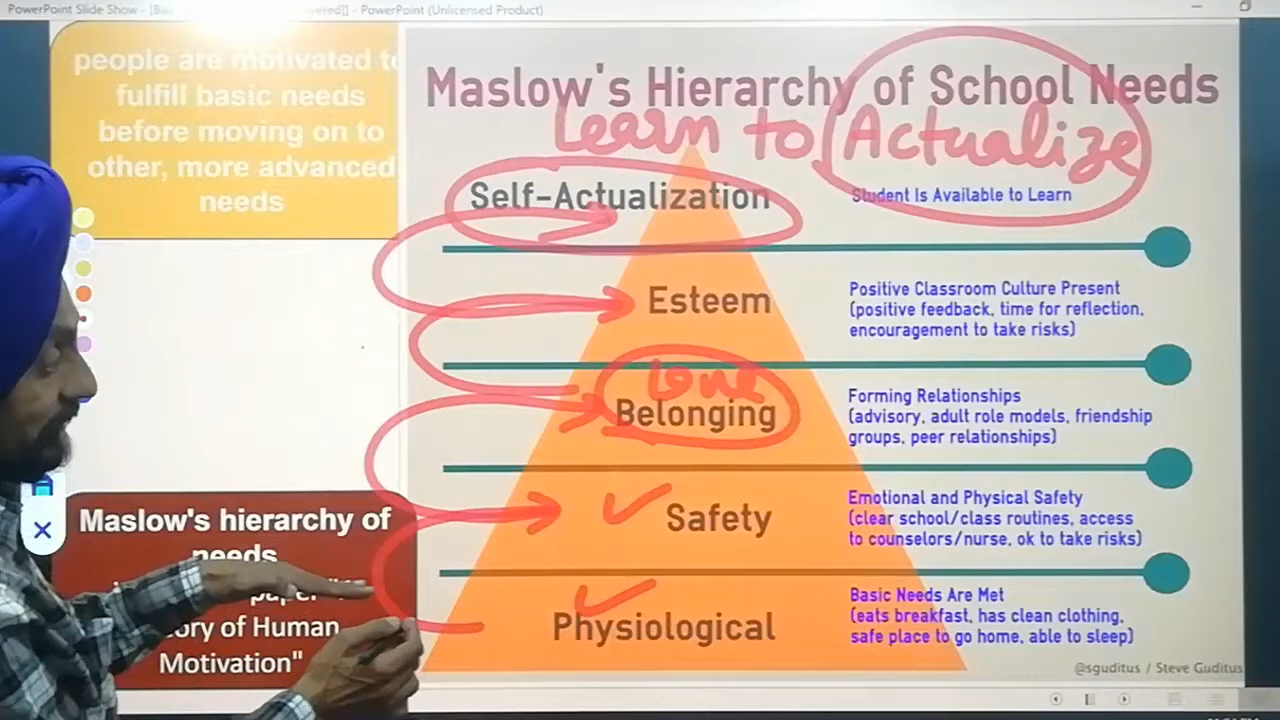 PowerPoint Slide Show - [Ba ered]] - PowerPoint (Unlicensed Product)
people are motivated to
fulfill basic needs
before moving on to
other, more advanced
needs
Maslow's hierarchy of
needs
paper
ory of Human
Motivation"
Maslow's Hierarchy of School Needs
Learn to Actualize
Self-Actualization
Student Is Available to Learn
Esteem
Positive Classroom Culture Present
(positive feedback, time for reflection,
encouragement to take risks)
Love
Belonging
Forming Relationships
(advisory, adult role models, friendship
groups, peer relationships)
Safety
Emotional and Physical Safety
(clear school/class routines, access
to counselors/nurse, ok to take risks)
Physiological
Basic Needs Are Met
(eats breakfast, has clean clothing,
safe place to go home, able to sleep)
@sguditus / Steve Guditus